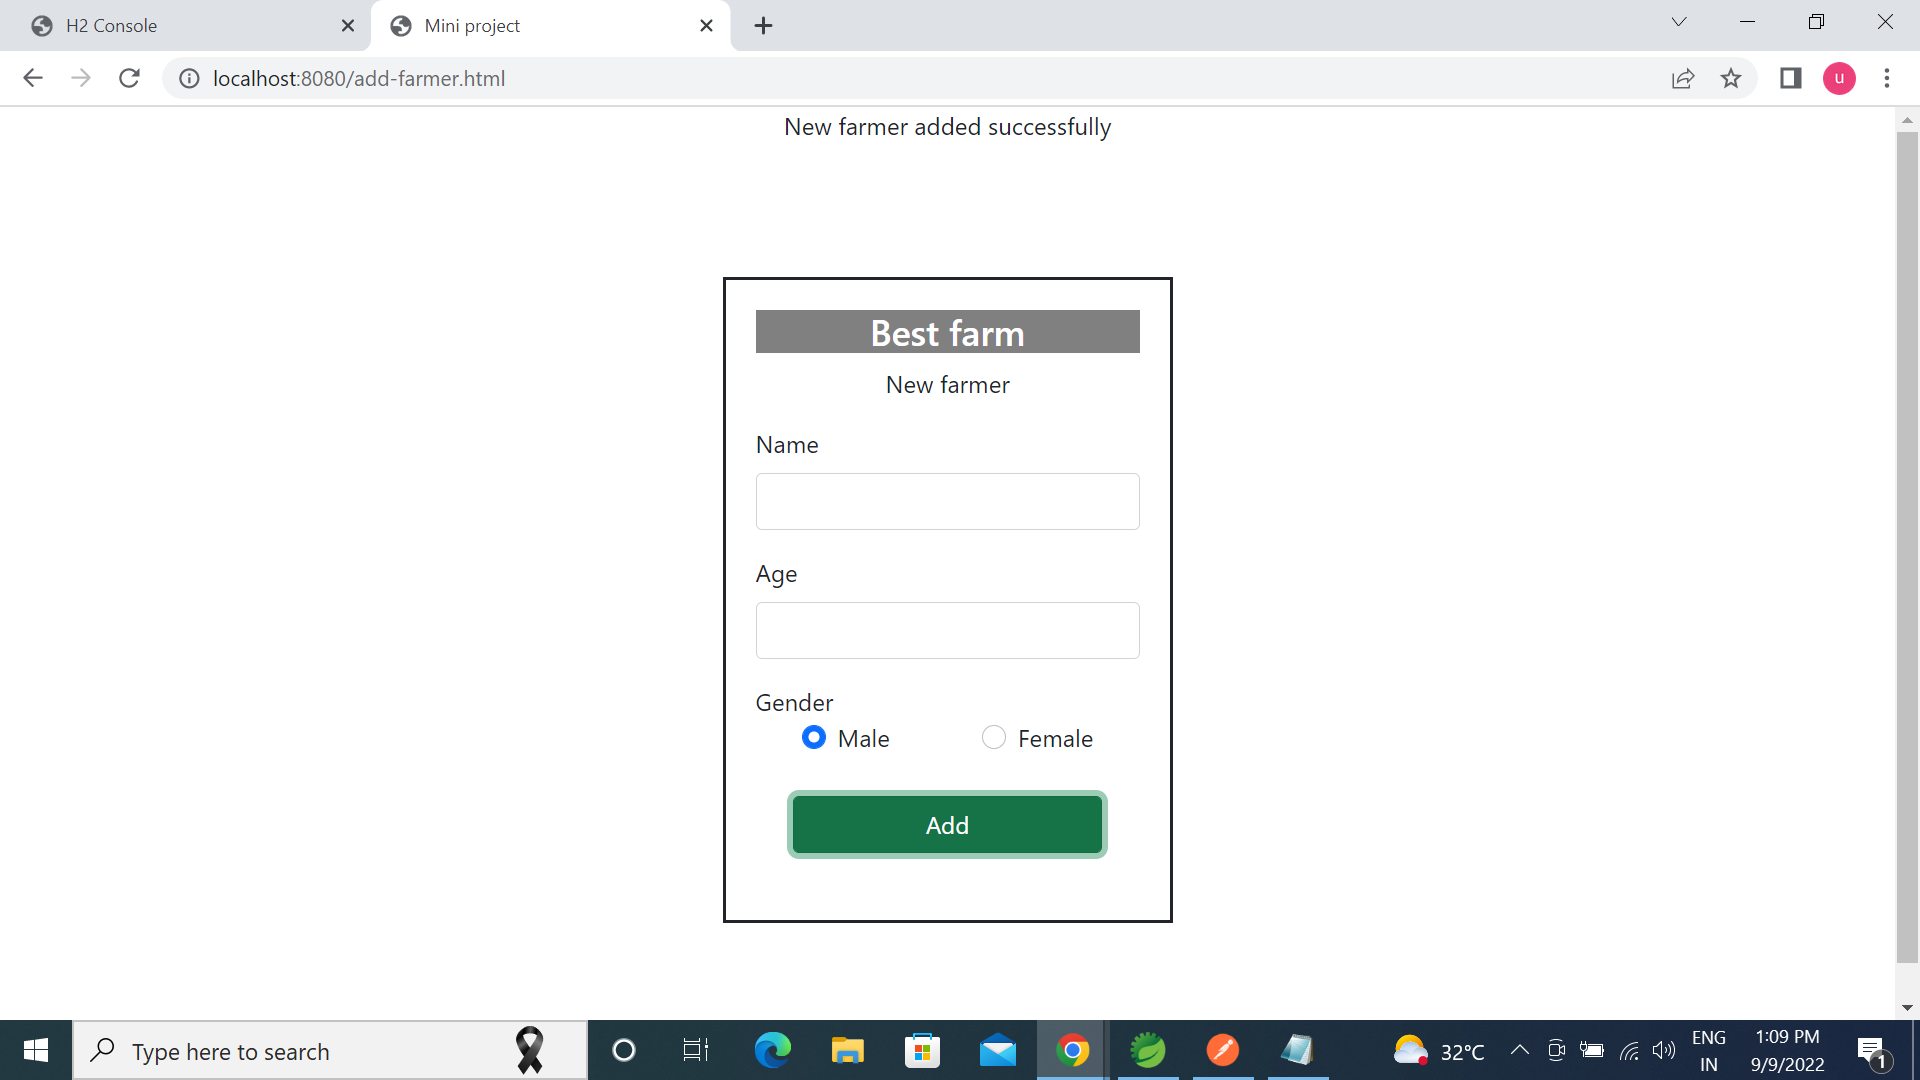 H2 Console
Mini project
localhost:8080/add-farmer.html
u
New farmer added successfully
Best farm
New farmer
Name
Age
Gender
Male
Female
Add
Type here to search
32°C
ENG
IN
1:09 PM
9/9/2022
1